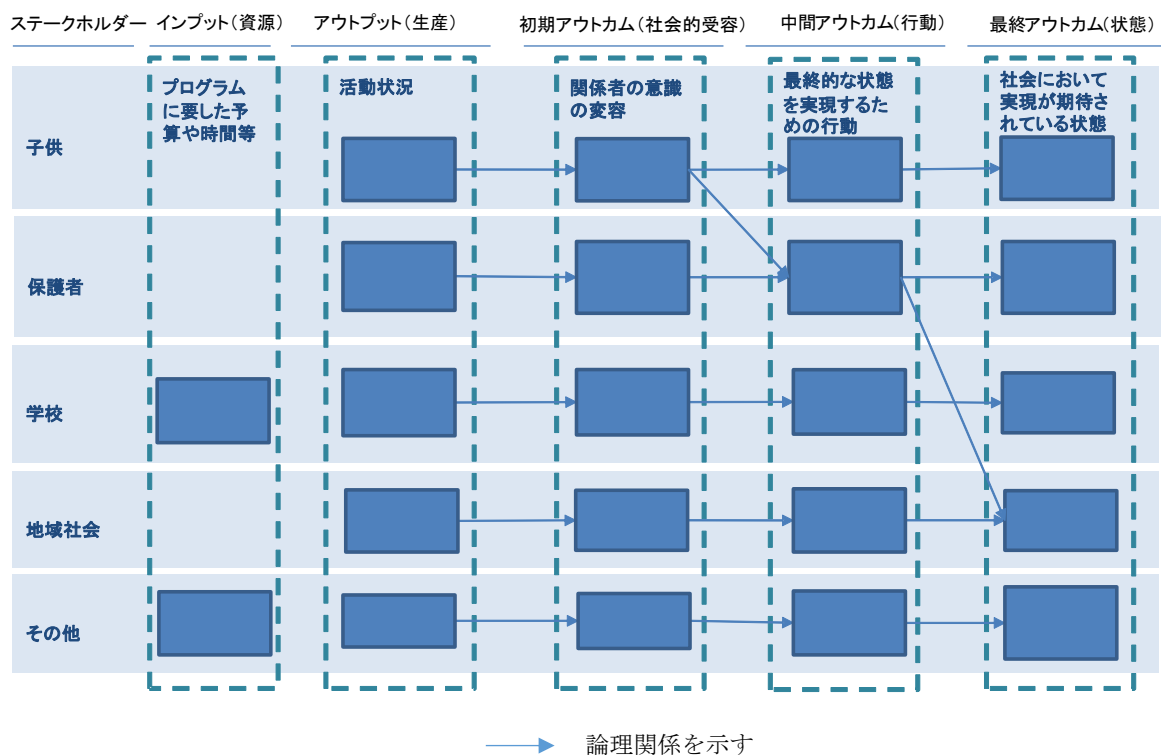 ステークホルダー インプット(資源) アウトプット(生産) 初期アウトカム(社会的受容) 中間アウトカム(行動) 最終アウトカム(状態)
プログラム
に要した予
算や時間等
活動状況
関係者の意識
の変容
最終的な状態
を実現するた
めの行動
社会において
実現が期待さ
れている状態
子供
保護者
学校
地域社会
その他
論理関係を示す